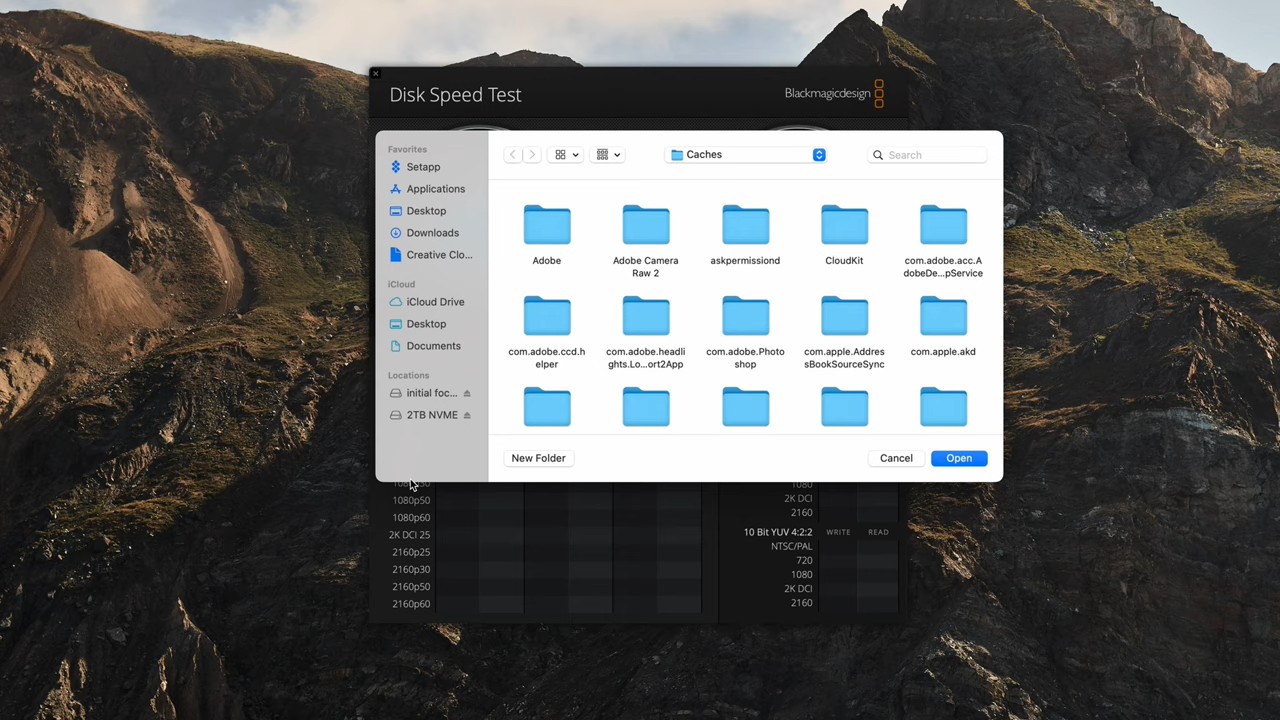 Disk Speed Test
Blackmagicdesign
Favorites
Setapp
Applications
Desktop
Downloads
Creative Clo...
iCloud
iCloud Drive
Desktop
Documents
Locations
initial foc...
2TB NVME
Caches
Search
Adobe
Adobe Camera
Raw 2
askpermissiond
CloudKit
com.adobe.acc.A
dobeDe...pService
com.adobe.ccd.h
elper
com.adobe.headli
ghts.Lo...ort2App
com.adobe.Photo
shop
com.apple.Addres
sBookSourceSync
com.apple.akd
New Folder
Cancel
Open
1080p50
1080p60
2K DCI 25
2160p25
2160p30
2160p50
2160p60
1080
2K DCI
2160
10 Bit YUV 4:2:2 WRITE READ
NTSC/PAL
720
1080
2K DCI
2160